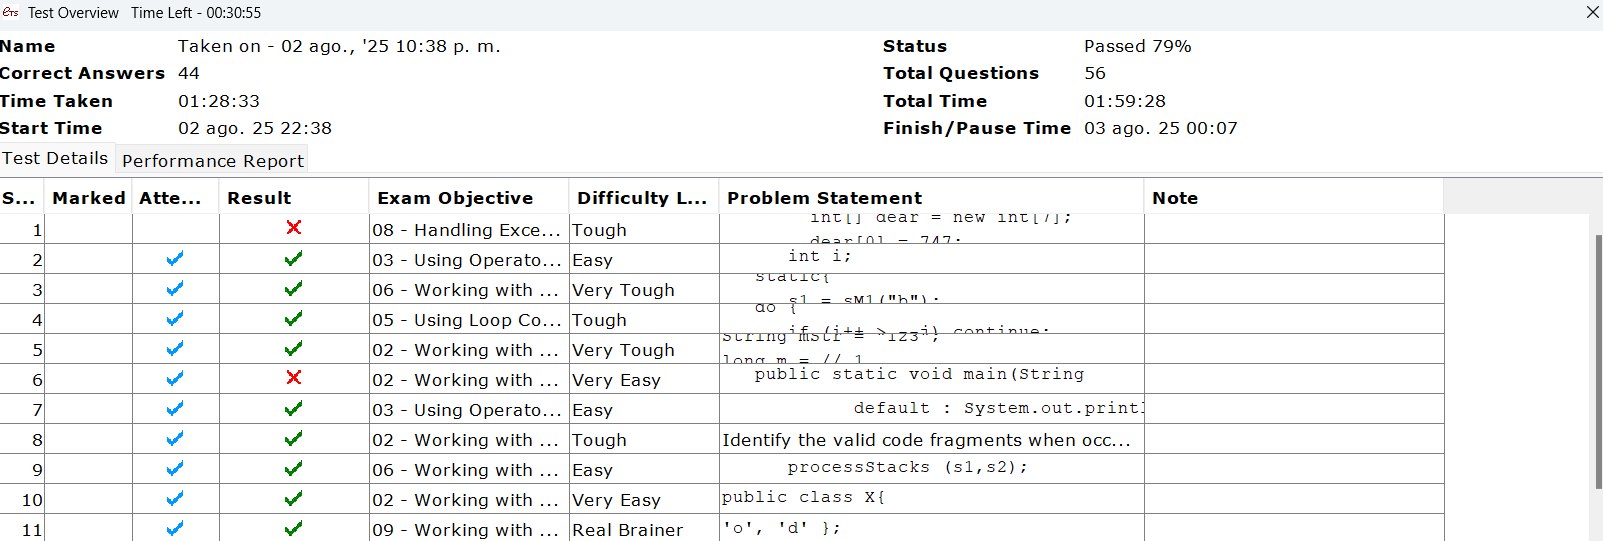 ETS Test Overview Time Left - 00:30:55
Name Taken on - 02 ago., '25 10:38 p. m. Status Passed 79%
Correct Answers 44 Total Questions 56
Time Taken 01:28:33 Total Time 01:59:28
Start Time 02 ago. 25 22:38 Finish/Pause Time 03 ago. 25 00:07
Test Details Performance Report
S... Marked Atte... Result Exam Objective Difficulty L... Problem Statement Note
int[] dear = new int[7];
1 08 - Handling Exce... Tough
dear[0] = 747;
2 03 - Using Operato... Easy int i;
static{
3 06 - Working with ... Very Tough
s1 = sM1("b");
do {
4 05 - Using Loop Co... Tough
if (i++ > --j) continue;
String mStr = "123";
5 02 - Working with ... Very Tough
long m = // 1
6 02 - Working with ... Very Easy public static void main(String
7 03 - Using Operato... Easy default : System.out.printl
8 02 - Working with ... Tough Identify the valid code fragments when occ...
9 06 - Working with ... Easy processStacks (s1,s2);
10 02 - Working with ... Very Easy public class X{
11 09 - Working with ... Real Brainer 'o', 'd' };